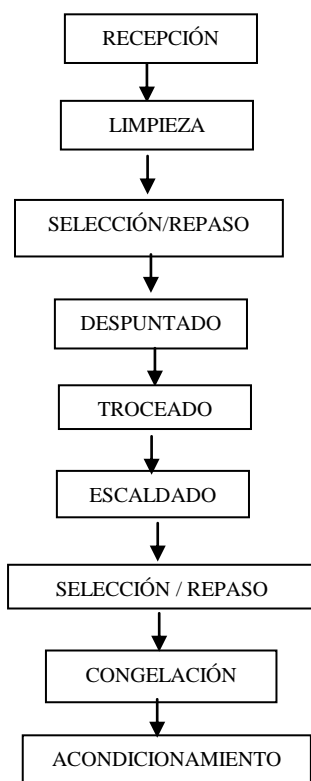 RECEPCIÓN
LIMPIEZA
SELECCIÓN/REPASO
DESPUNTADO
TROCEADO
ESCALDADO
SELECCIÓN / REPASO
CONGELACIÓN
ACONDICIONAMIENTO